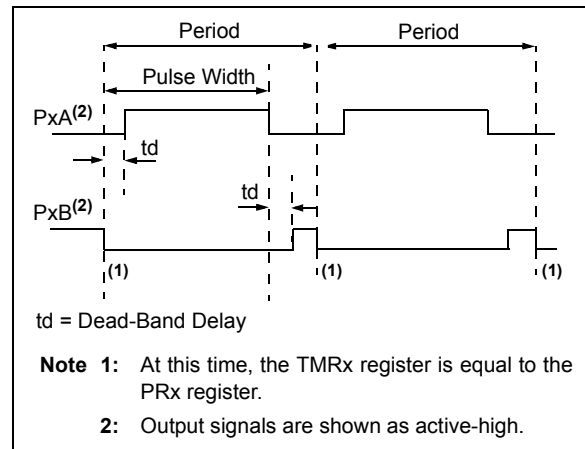 Period Period
Pulse Width
PxA(2)
td
td
PxB(2)
(1) (1) (1)
td = Dead-Band Delay
Note 1: At this time, the TMRx register is equal to the
PRx register.
2: Output signals are shown as active-high.